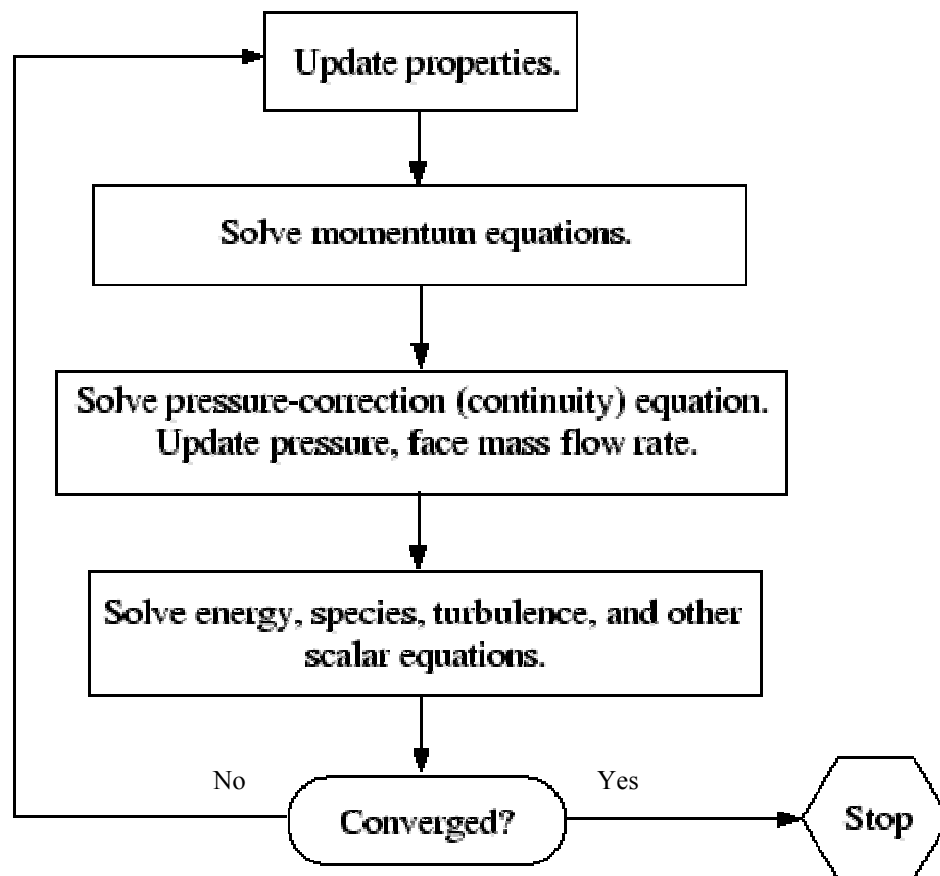 Update properties.
Solve momentum equations.
Solve pressure-correction (continuity) equation.
Update pressure, face mass flow rate.
Solve energy, species, turbulence, and other
scalar equations.
No
Yes
Converged?
Stop